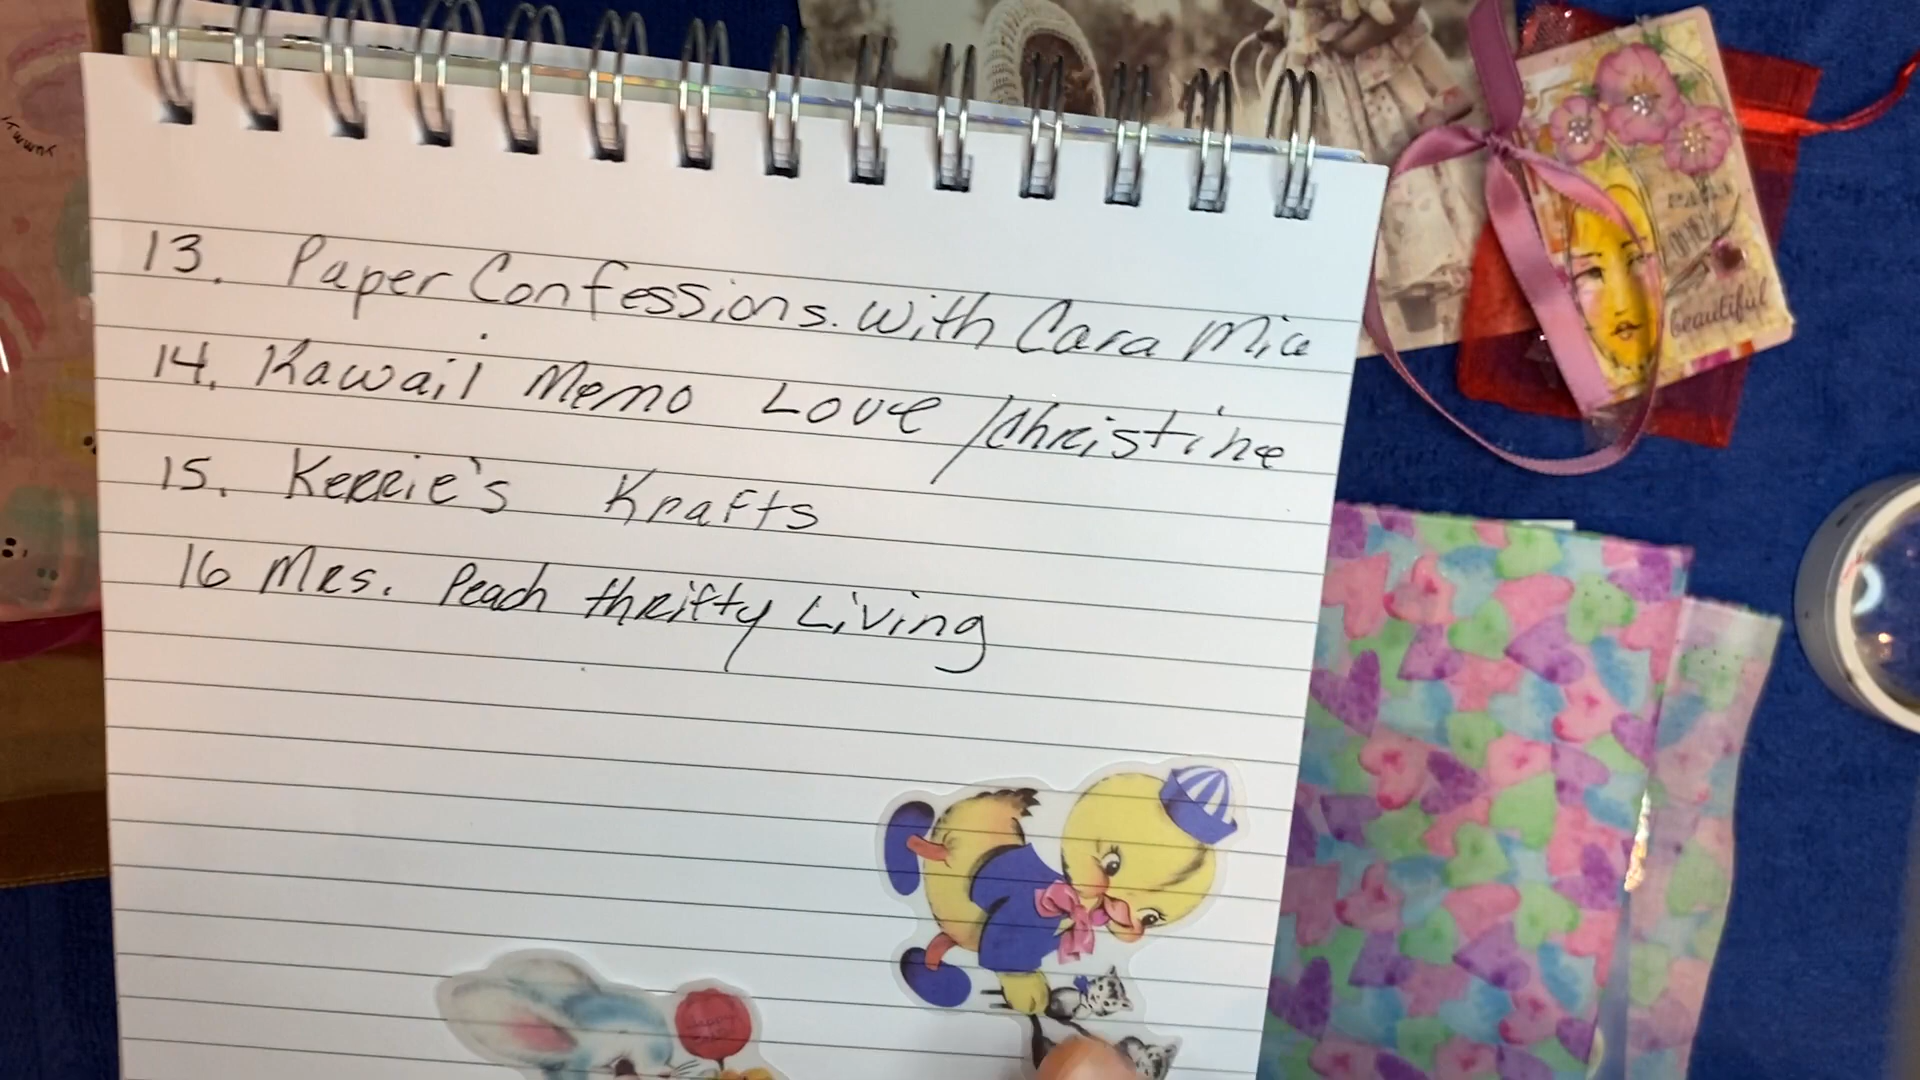 13. Paper Confessions. with Cara Mia
14. Kawaii Memo Love /Christine
15. Kerrie's Krafts
16 Mrs. Peach thrifty Living
beautiful